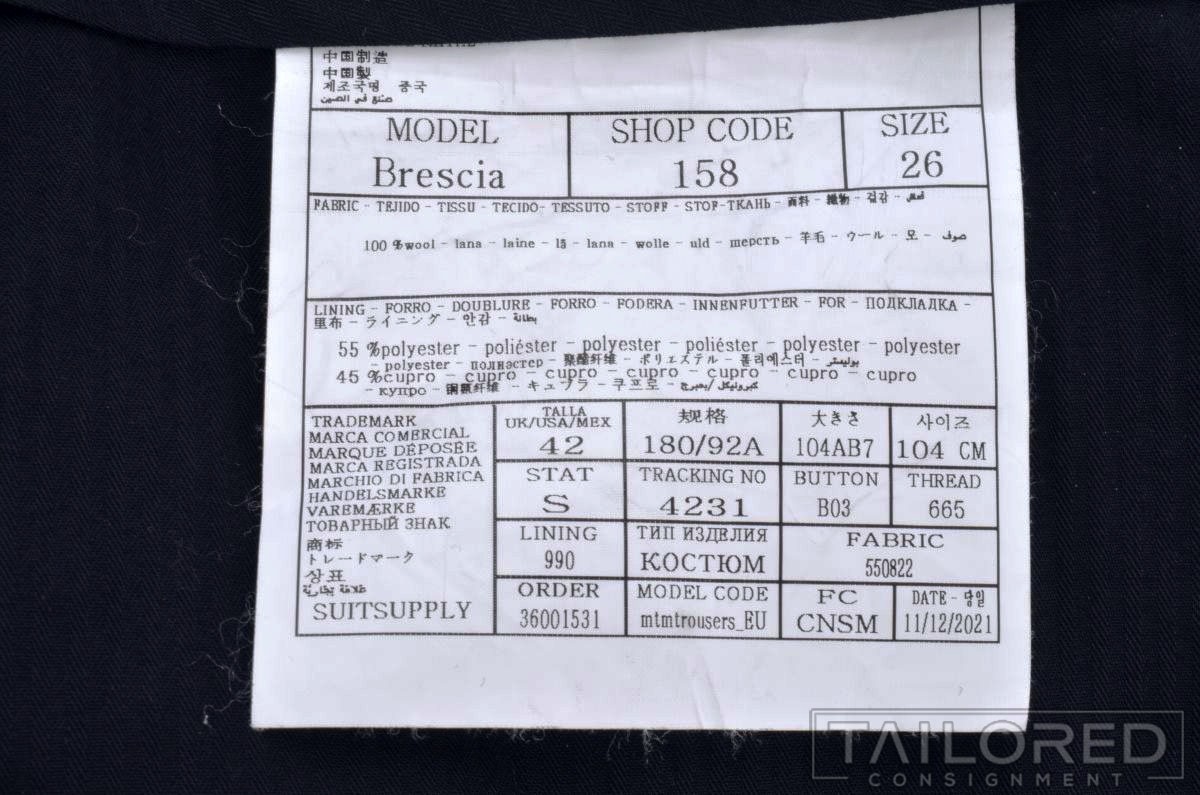 中国制造
中国製
제조국명 중국
صنع في الصين
MODEL
Brescia
SHOP CODE
158
SIZE
26
FABRIC - TEJIDO - TISSU - TECIDO- TESSUTO - STOFF - STOF-ТКАНЬ - 面料 - 織物 - 겉감 -
100 %wool - lana - laine - lã - lana - wolle - uld - шерсть - 羊毛 - ウール - 모 - صوف
LINING - FORRO - DOUBLURE - FORRO - FODERA - INNENFUTTER - FOR - ПОДКЛАДКА -
里布 - ライニング - 안감 - بطانة
55 %polyester - poliéster - polyester - poliéster - polyester - polyester
- polyester - полиэстер - 聚酯纤维 - ポリエステル - 폴리에스터 - بوليستر
45 %cupro - cupro - cupro - cupro - cupro - cupro - cupro
- купро - 铜氨纤维 - キュプラ - 쿠프로 -
TRADEMARK
MARCA COMERCIAL
MARQUE DÉPOSÉE
MARCA REGISTRADA
MARCHIO DI FABRICA
HANDELSMARKE
VAREMÆRKE
ТОВАРНЫЙ ЗНАК
商标
トレードマーク
상표
علامة تجارية
SUITSUPPLY
TALLA
UK/USA/MEX
42
规格
180/92A
大きさ
104AB7
사이즈
104 CM
STAT
S
TRACKING NO
4231
BUTTON
B03
THREAD
665
LINING
990
ТИП ИЗДЕЛИЯ
КОСТЮМ
FABRIC
550822
ORDER
36001531
MODEL CODE
mtmtrousers_EU
FC
CNSM
DATE - 당일
11/12/2021
TAILORED
CONSIGNMENT